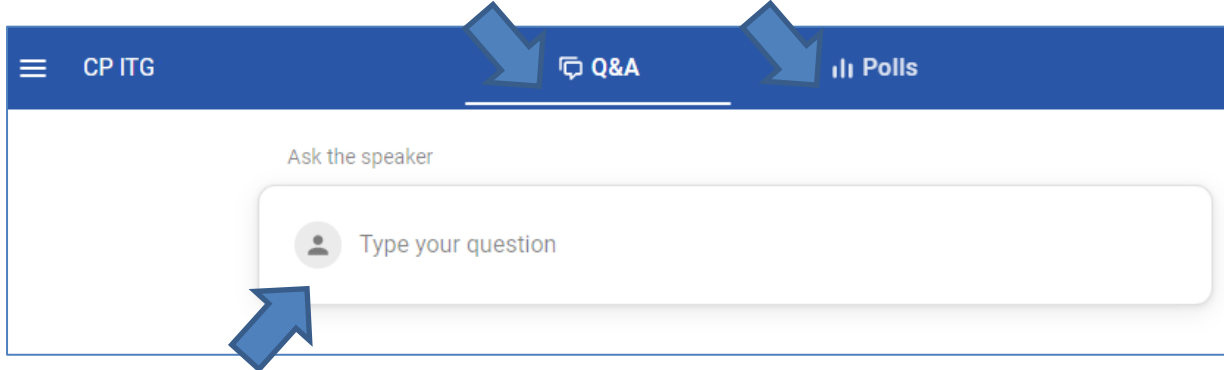 CP ITG
Q&A
Polls
Ask the speaker
Type your question